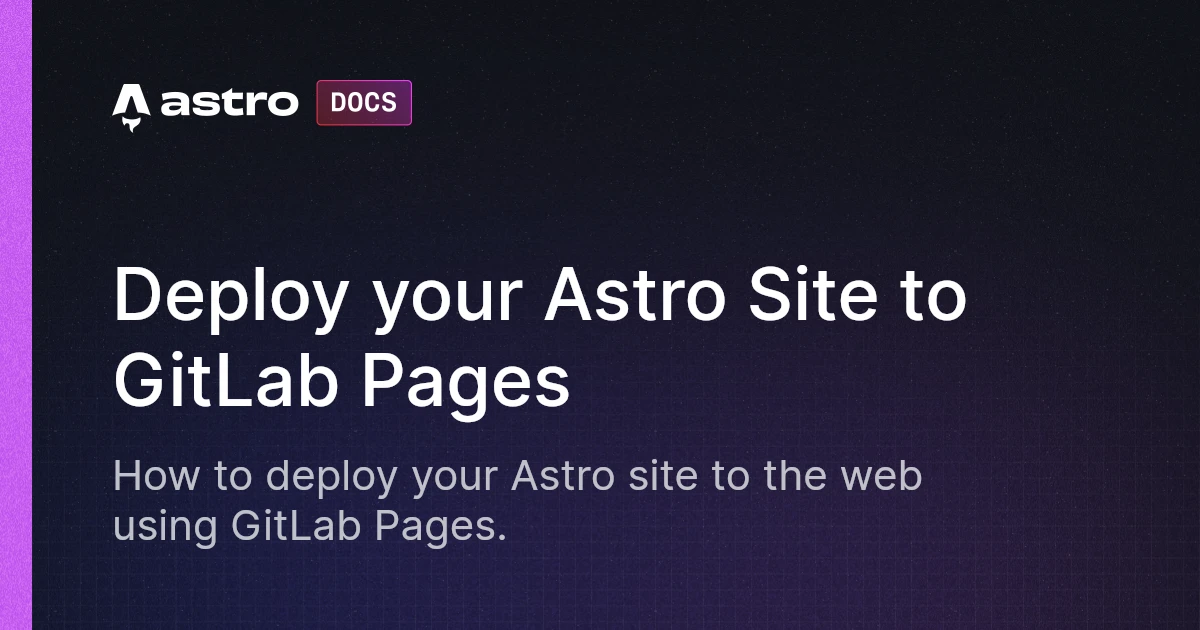 astro DOCS
Deploy your Astro Site to
GitLab Pages
How to deploy your Astro site to the web
using GitLab Pages.